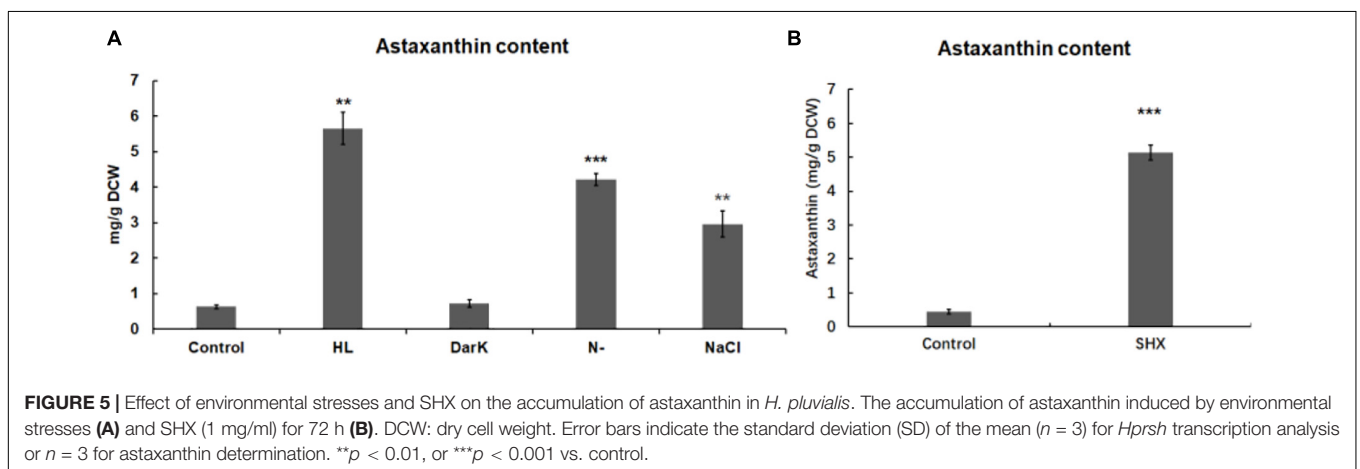 A
Astaxanthin content
mg/g DCW
7
6
5
4
3
2
1
0
**
***
**
Control HL DarK N- NaCl
B
Astaxanthin content
Astaxanthin (mg/g DCW)
7
6
5
4
3
2
1
0
***
Control SHX
FIGURE 5 | Effect of environmental stresses and SHX on the accumulation of astaxanthin in H. pluvialis. The accumulation of astaxanthin induced by environmental
stresses (A) and SHX (1 mg/ml) for 72 h (B). DCW: dry cell weight. Error bars indicate the standard deviation (SD) of the mean (n = 3) for Hprsh transcription analysis
or n = 3 for astaxanthin determination. **p < 0.01, or ***p < 0.001 vs. control.